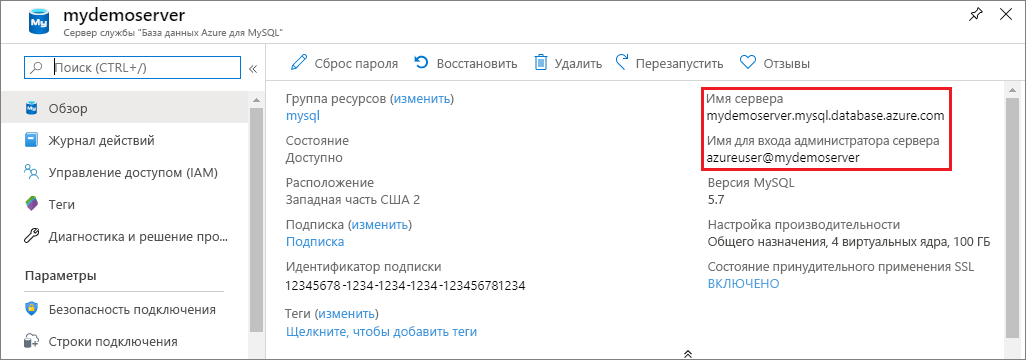 mydemoserver
Сервер службы "База данных Azure для MySQL"
Поиск (CTRL+/)
«
Обзор
Журнал действий
Управление доступом (IAM)
Теги
Диагностика и решение про...
Параметры
Безопасность подключения
Строки подключения
Сброс пароля Восстановить Удалить Перезапустить Отзывы
Группа ресурсов (изменить)
mysql
Состояние
Доступно
Расположение
Западная часть США 2
Подписка (изменить)
Подписка
Идентификатор подписки
12345678-1234-1234-1234-123456781234
Теги (изменить)
Щелкните, чтобы добавить теги
Имя сервера
mydemoserver.mysql.database.azure.com
Имя для входа администратора сервера
azureuser@mydemoserver
Версия MySQL
5.7
Настройка производительности
Общего назначения, 4 виртуальных ядра, 100 ГБ
Состояние принудительного применения SSL
ВКЛЮЧЕНО